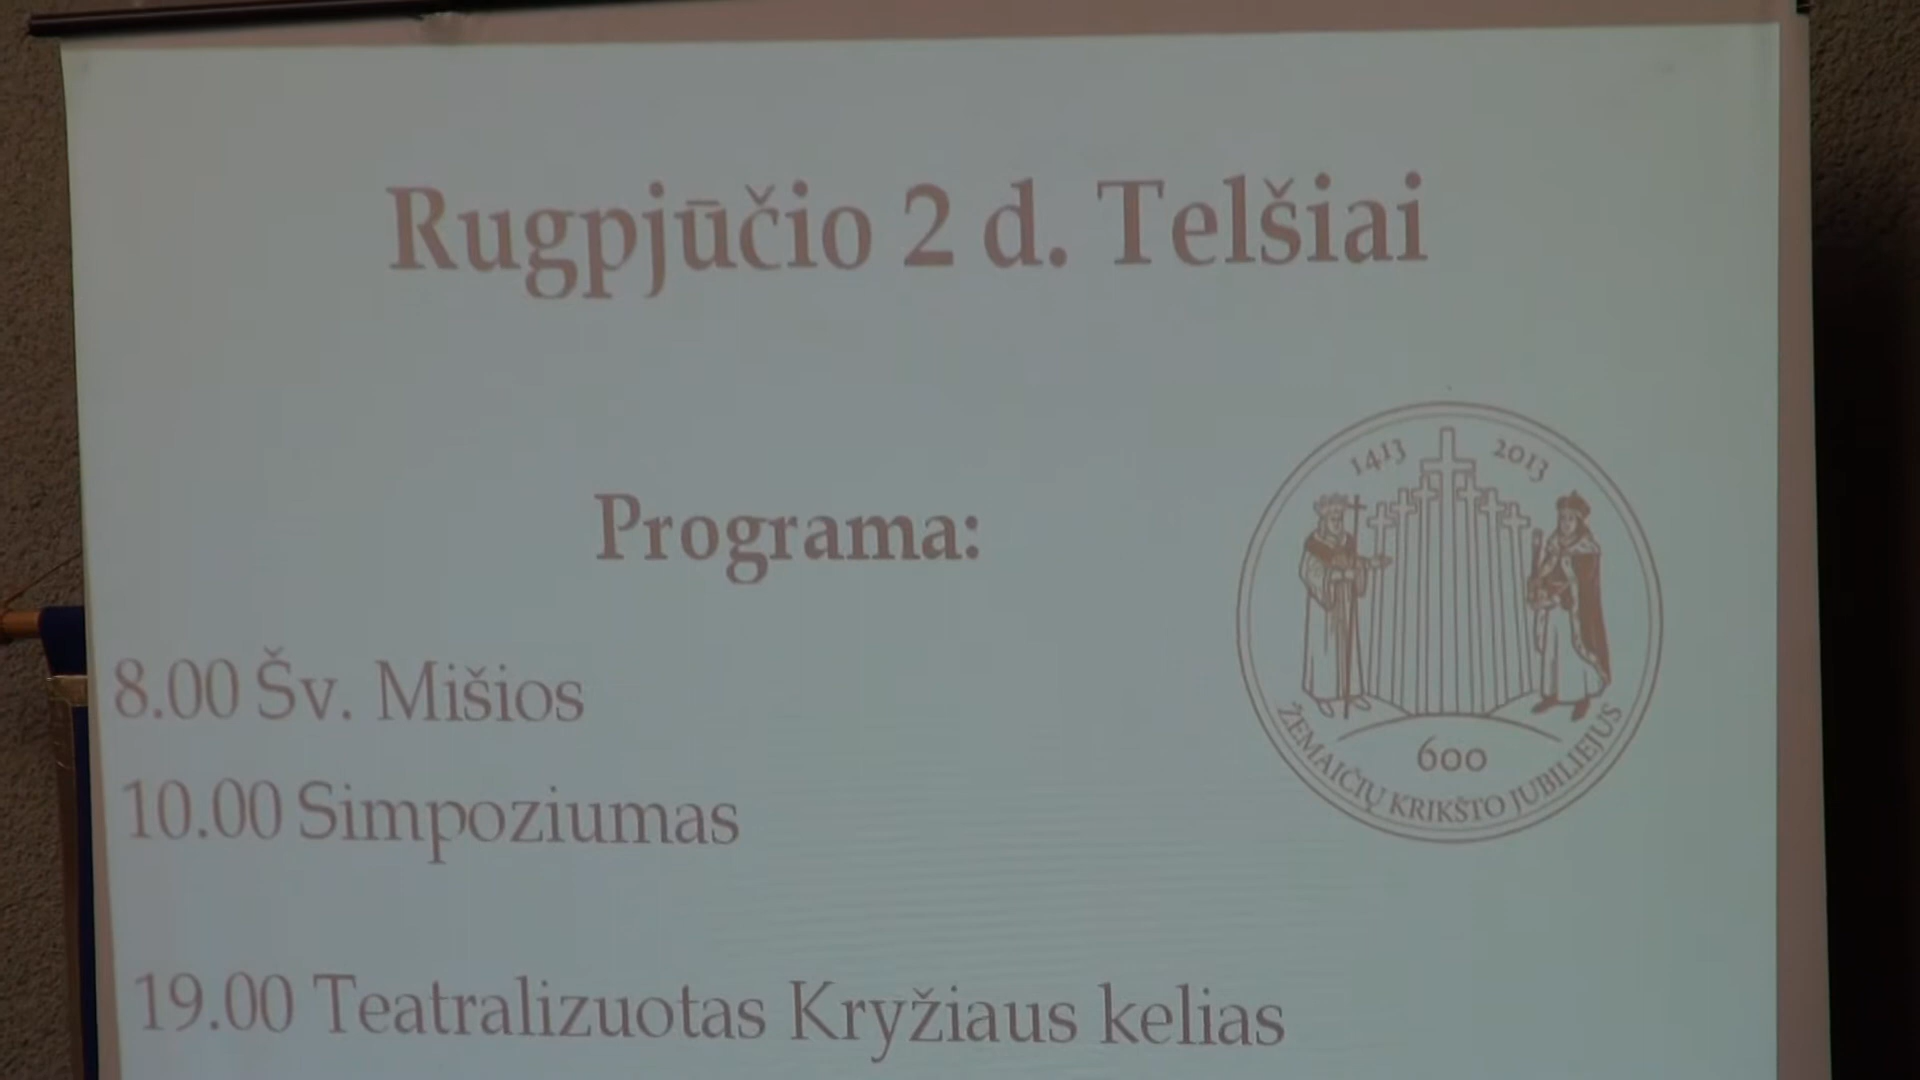 Rugpjūčio 2 d. Telšiai
Programa:
1413 2013
600
ŽEMAIČIŲ KRIKŠTO JUBILIEJUS
8.00 Šv. Mišios
10.00 Simpoziumas
19.00 Teatralizuotas Kryžiaus kelias